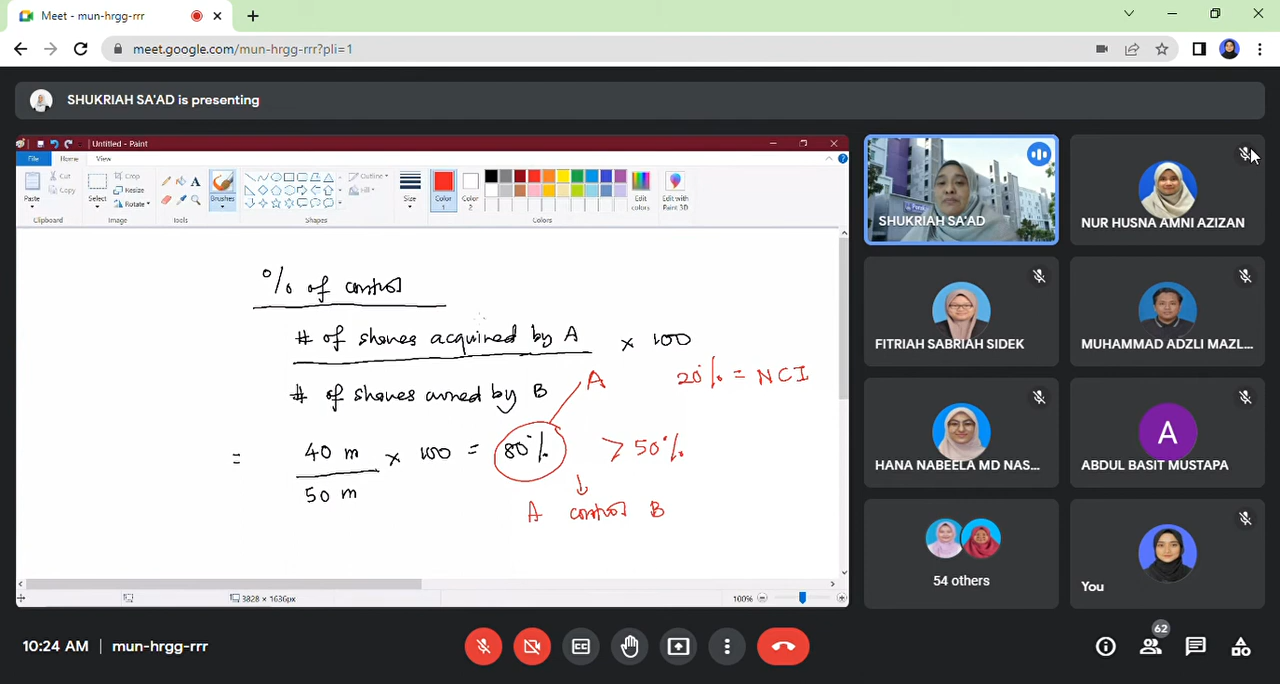 Meet - mun-hrgg-rrr
meet.google.com/mun-hrgg-rrr?pli=1
SHUKRIAH SA'AD is presenting
Untitled - Paint
File Home View
Paste
Cut
Copy
Clipboard
Select
Crop
Resize
Rotate
Image
Tools
Brushes
Shapes
Outline
Fill
Size
Color 1
Color 2
Colors
Edit colors
Edit with Paint 3D
% of control
# of shares acquired by A × 100
# of shares owned by B
A
20% = NCI
= 40 m × 100 = 80% > 50%
50 m
A control B
3828 × 1636px
100%
SHUKRIAH SA'AD
NUR HUSNA AMNI AZIZAN
FITRIAH SABRIAH SIDEK
MUHAMMAD ADZLI MAZL...
HANA NABEELA MD NAS...
A
ABDUL BASIT MUSTAPA
54 others
You
10:24 AM | mun-hrgg-rrr
62